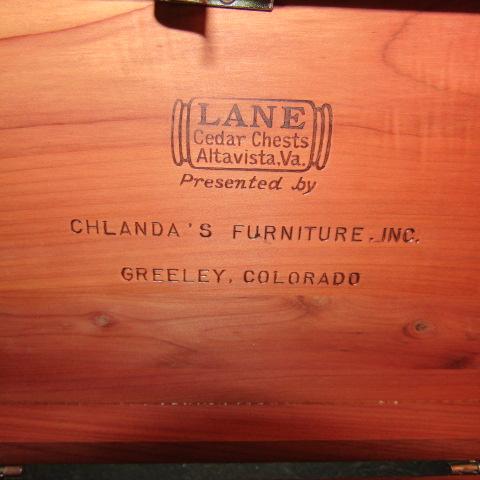 LANE
Cedar Chests
Altavista, Va.
Presented by
CHLANDA'S FURNITURE, INC.
GREELEY, COLORADO